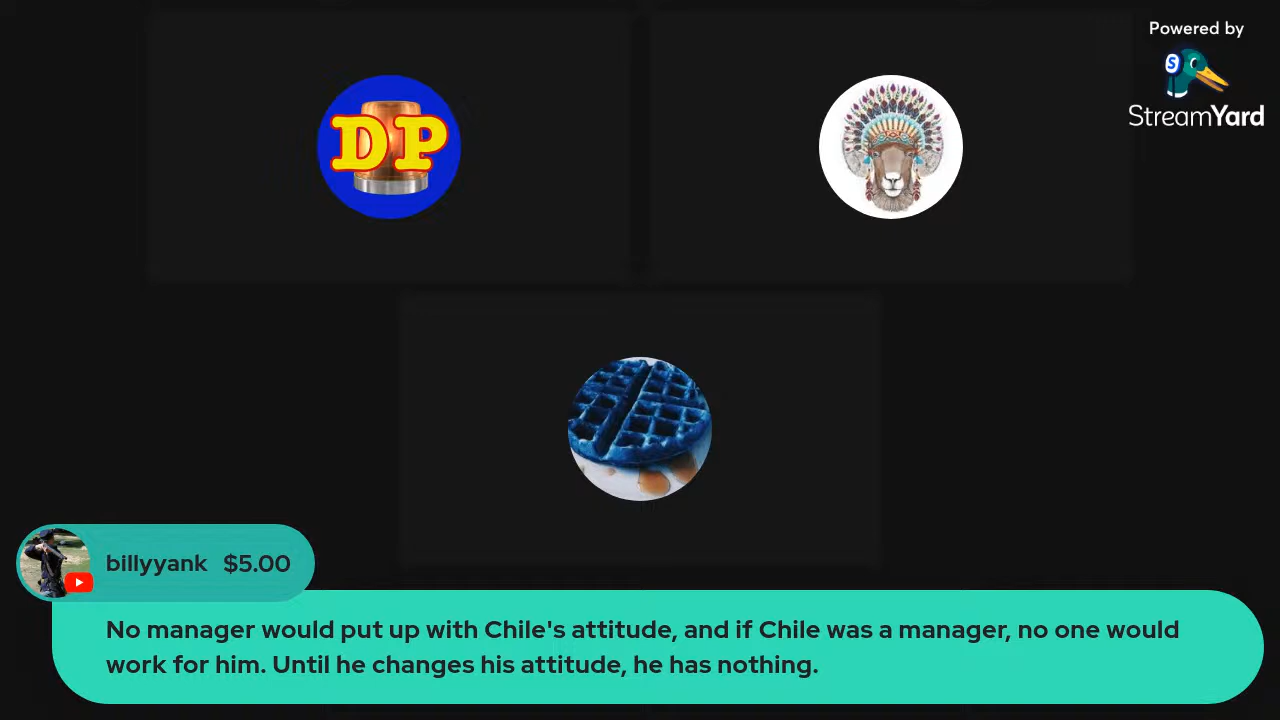 Powered by
S
StreamYard
DP
billyyank $5.00
No manager would put up with Chile's attitude, and if Chile was a manager, no one would
work for him. Until he changes his attitude, he has nothing.